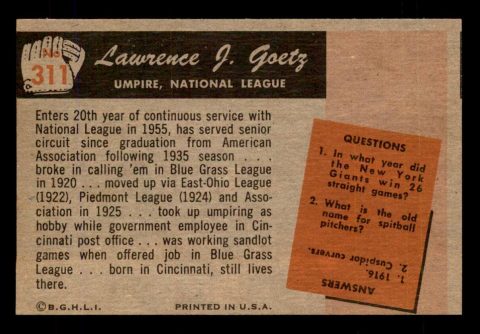 No
311
Lawrence J. Goetz
UMPIRE, NATIONAL LEAGUE
Enters 20th year of continuous service with
National League in 1955, has served senior
circuit since graduation from American
Association following 1935 season . . . .
broke in calling 'em in Blue Grass League
in 1920 . . . moved up via East-Ohio League
(1922), Piedmont League (1924) and Asso-
ciation in 1925 . . . . took up umpiring as
hobby while government employee in Cin-
cinnati post office . . . was working sandlot
games when offered job in Blue Grass
League . . . . born in Cincinnati, still lives
there.
QUESTIONS
1. In what year did
the New York
Giants win 26
straight games?
2. What is the old
name for spitball
pitchers?
ANSWERS
1. 1916.
2. Cuspidor curvers.
©B.G.H.L.I.
PRINTED IN U.S.A.